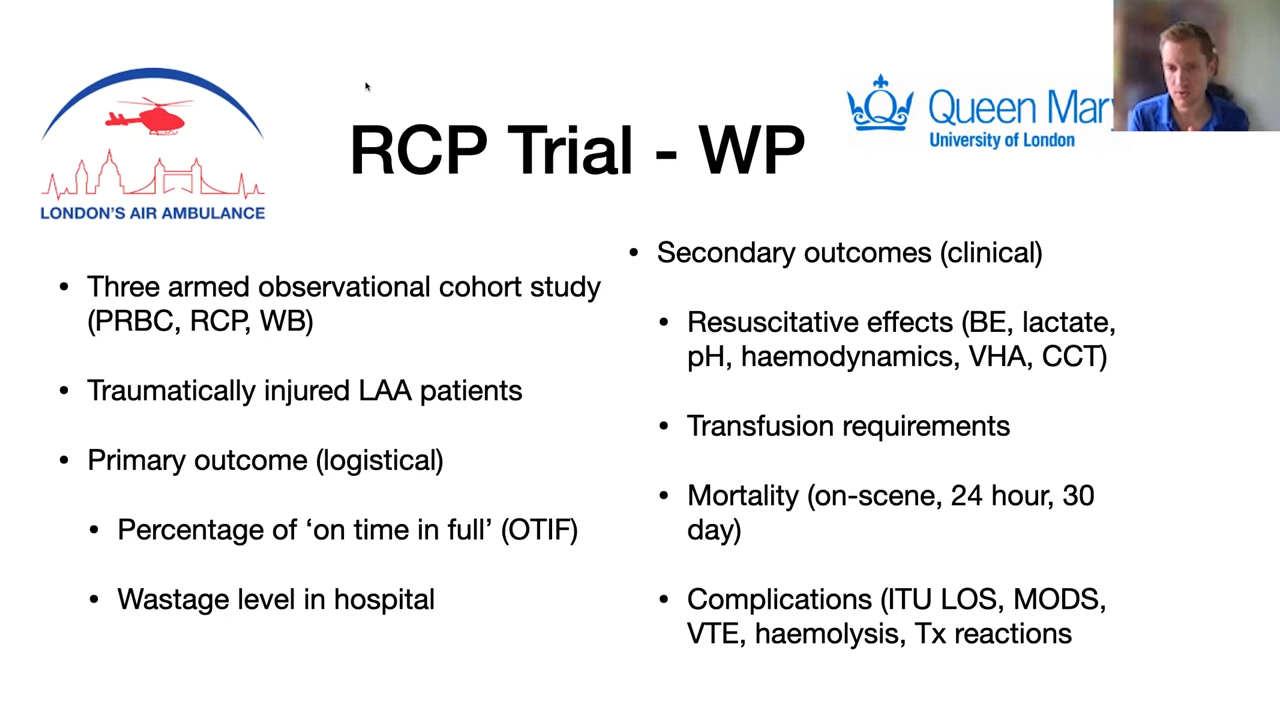 LONDON'S AIR AMBULANCE
RCP Trial - WP
Queen Mary
University of London
• Three armed observational cohort study
(PRBC, RCP, WB)
• Traumatically injured LAA patients
• Primary outcome (logistical)
• Percentage of ‘on time in full’ (OTIF)
• Wastage level in hospital
• Secondary outcomes (clinical)
• Resuscitative effects (BE, lactate,
pH, haemodynamics, VHA, CCT)
• Transfusion requirements
• Mortality (on-scene, 24 hour, 30
day)
• Complications (ITU LOS, MODS,
VTE, haemolysis, Tx reactions